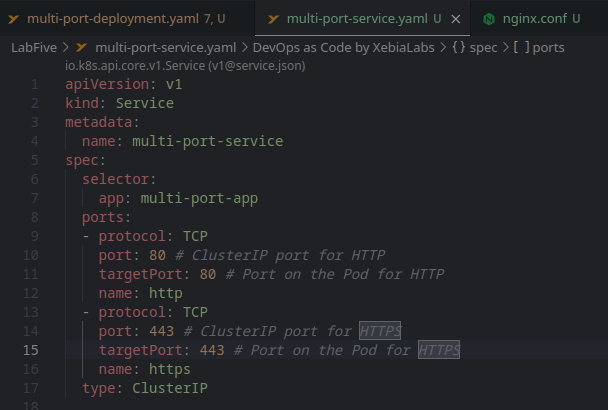 multi-port-deployment.yaml 7, U multi-port-service.yaml U × nginx.conf U
LabFive > multi-port-service.yaml > DevOps as Code by XebiaLabs > {} spec > [ ] ports
io.k8s.api.core.v1.Service (v1@service.json)
1 apiVersion: v1
2 kind: Service
3 metadata:
4   name: multi-port-service
5 spec:
6   selector:
7     app: multi-port-app
8   ports:
9   - protocol: TCP
10     port: 80 # ClusterIP port for HTTP
11     targetPort: 80 # Port on the Pod for HTTP
12     name: http
13   - protocol: TCP
14     port: 443 # ClusterIP port for HTTPS
15     targetPort: 443 # Port on the Pod for HTTPS
16     name: https
17   type: ClusterIP
18